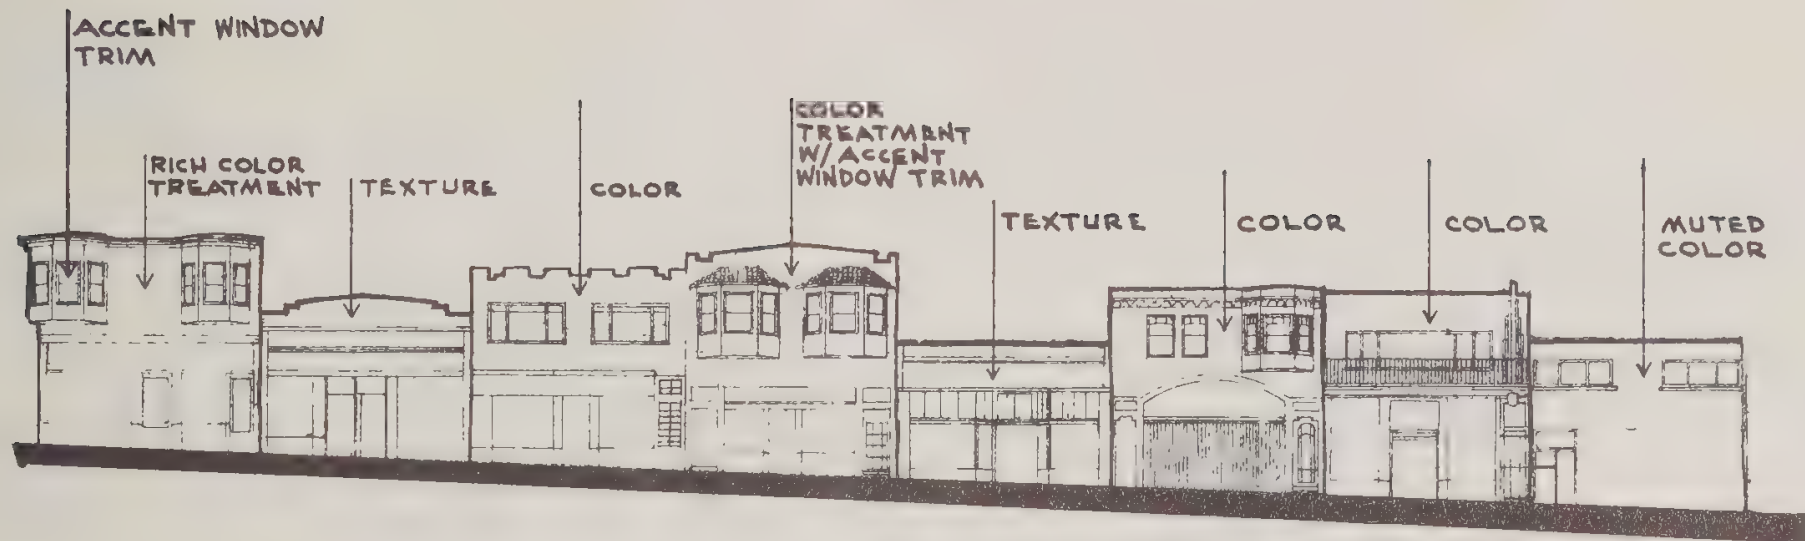 ACCENT WINDOW
TRIM
RICH COLOR
TREATMENT
TEXTURE
COLOR
COLOR
TREATMENT
W/ACCENT
WINDOW TRIM
TEXTURE
COLOR
COLOR
MUTED
COLOR